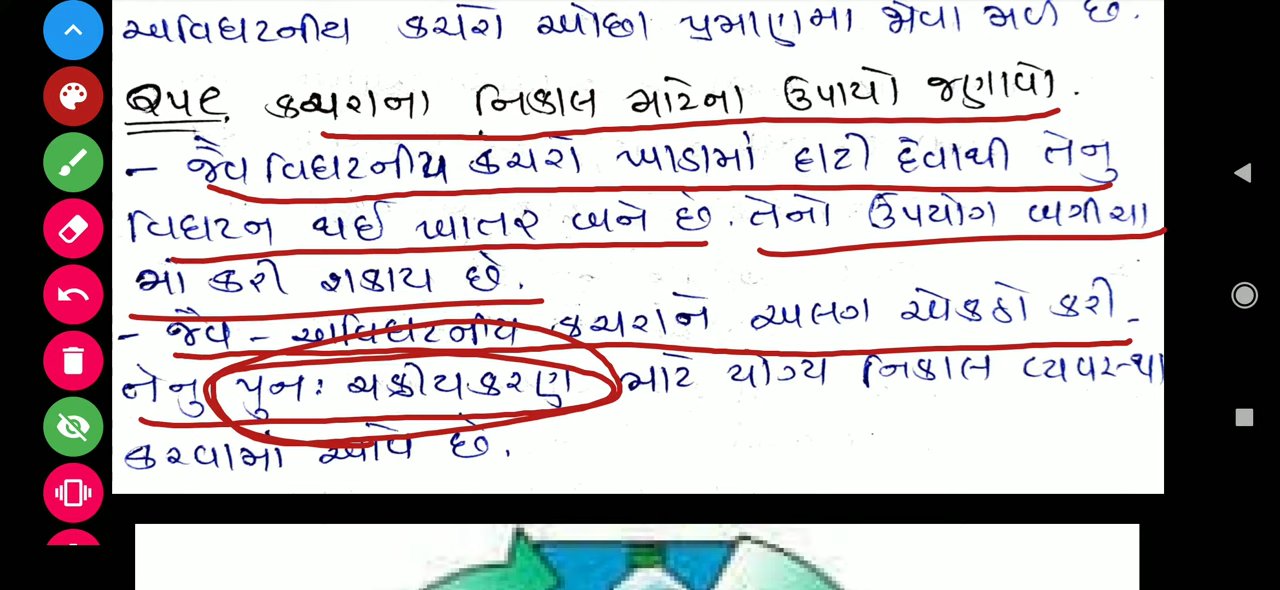 અવિઘટનીય કચરો ઓછા પ્રમાણમા જોવા મળે છે.
Que. કચરાના નિકાલ માટેના ઉપાયો જણાવો.
- જૈવ વિઘટનીય કચરો ખાડામાં દાટી દેવાથી તેનુ
વિઘટન થઈ ખાતર બને છે. તેનો ઉપયોગ બગીચા
માં કરી શકાય છે.
- જૈવ - અવિઘટનીય કચરાને અલગ એકઠો કરી
તેનુ પુન: ચક્રીયકરણ માટે યોગ્ય નિકાલ વ્યવસ્થા
કરવામાં આવે છે.